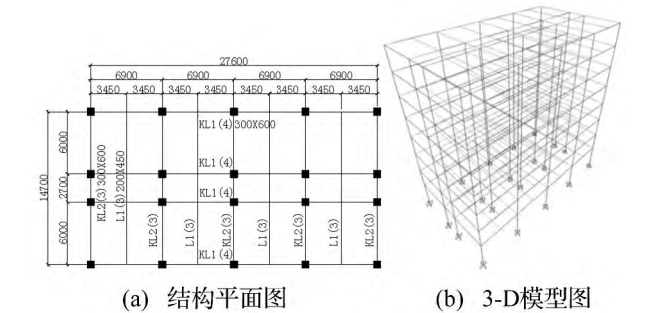 27600
6900 6900 6900 6900
3450 3450 3450 3450 3450 3450 3450 3450
KL1(4)300X600
6000
KL1(4)
14700
2700
KL1(4)
KL2(3)300X600
L1(3)200X450
6000
KL2(3)
L1(3)
KL2(3)
L1(3)
KL2(3)
L1(3)
KL2(3)
KL1(4)
(a) 结构平面图
(b) 3-D模型图